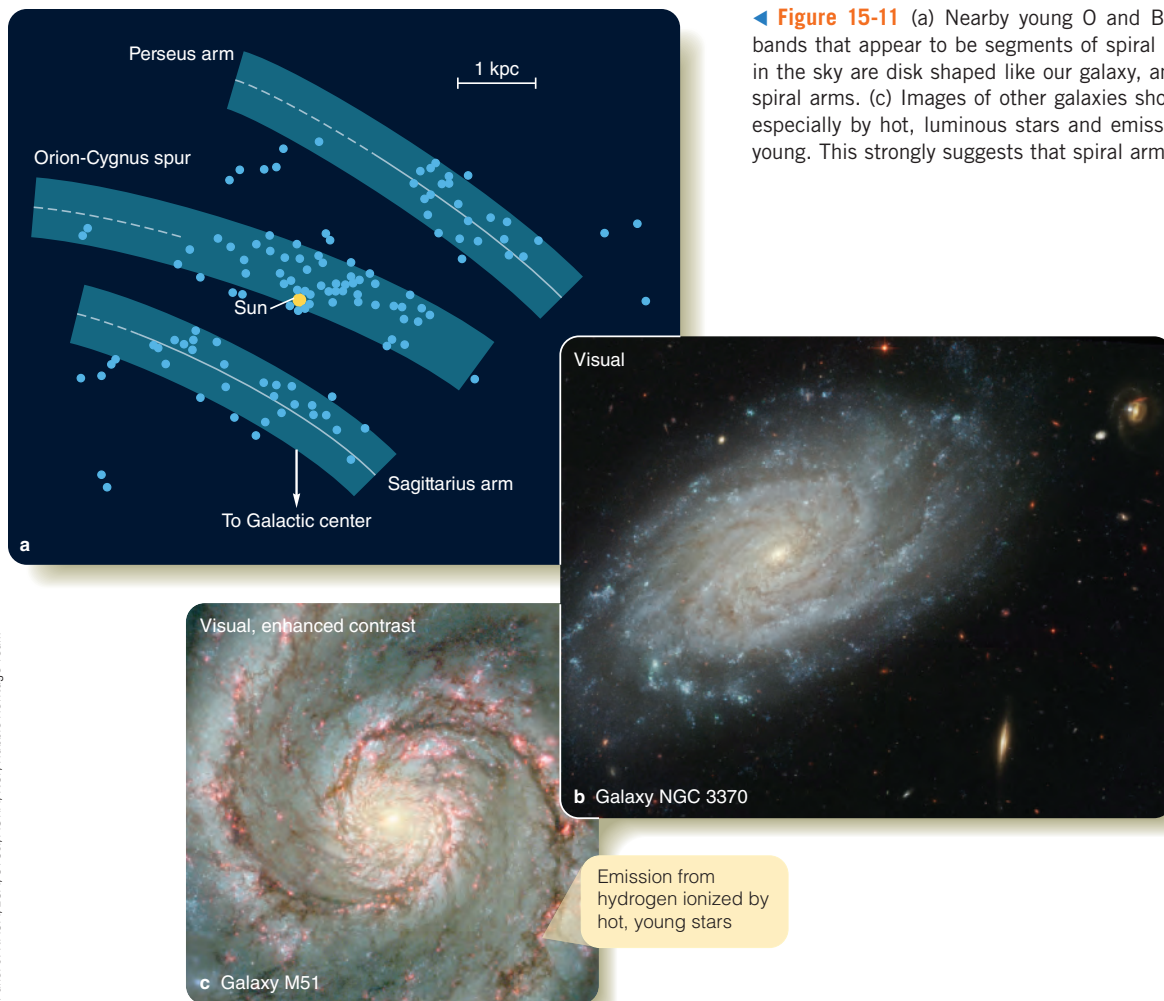 ◀ Figure 15-11 (a) Nearby young O and B
bands that appear to be segments of spiral
in the sky are disk shaped like our galaxy, an
spiral arms. (c) Images of other galaxies sho
especially by hot, luminous stars and emiss
young. This strongly suggests that spiral arm
Perseus arm
1 kpc
Orion-Cygnus spur
Sun
Sagittarius arm
To Galactic center
a
Visual
b Galaxy NGC 3370
Visual, enhanced contrast
Emission from
hydrogen ionized by
hot, young stars
c Galaxy M51